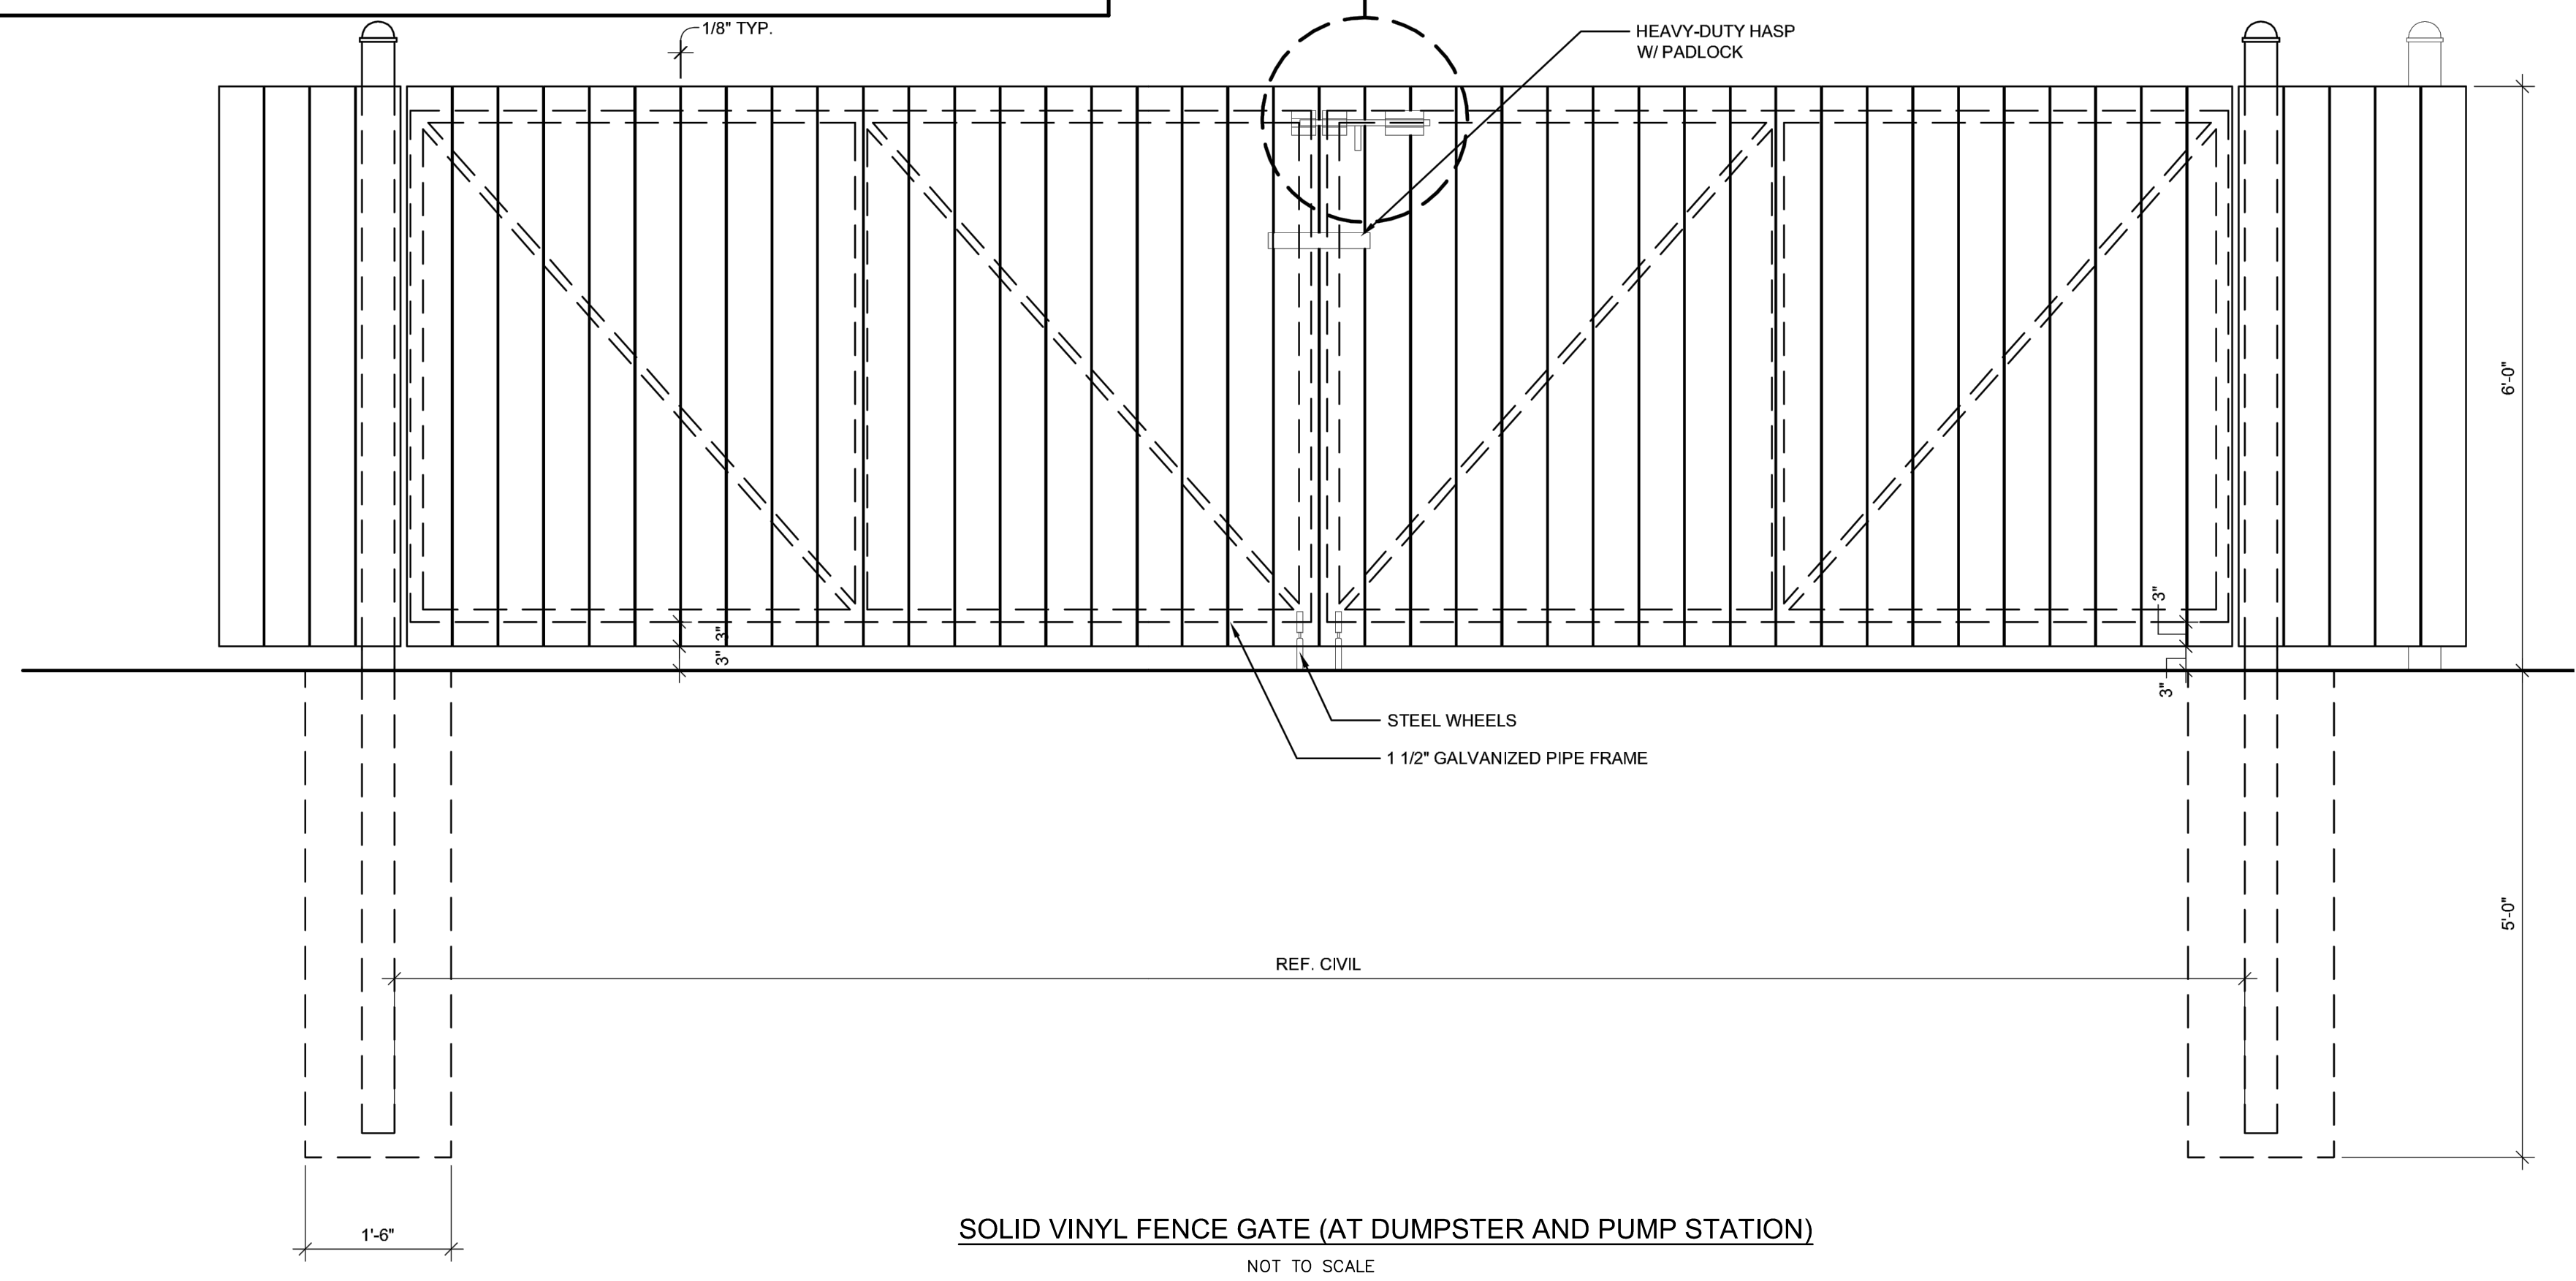 1/8" TYP.
HEAVY-DUTY HASP
W/ PADLOCK
6'-0"
3"
3"
3"
3"
STEEL WHEELS
1 1/2" GALVANIZED PIPE FRAME
5'-0"
REF. CIVIL
1'-6"
SOLID VINYL FENCE GATE (AT DUMPSTER AND PUMP STATION)
NOT TO SCALE